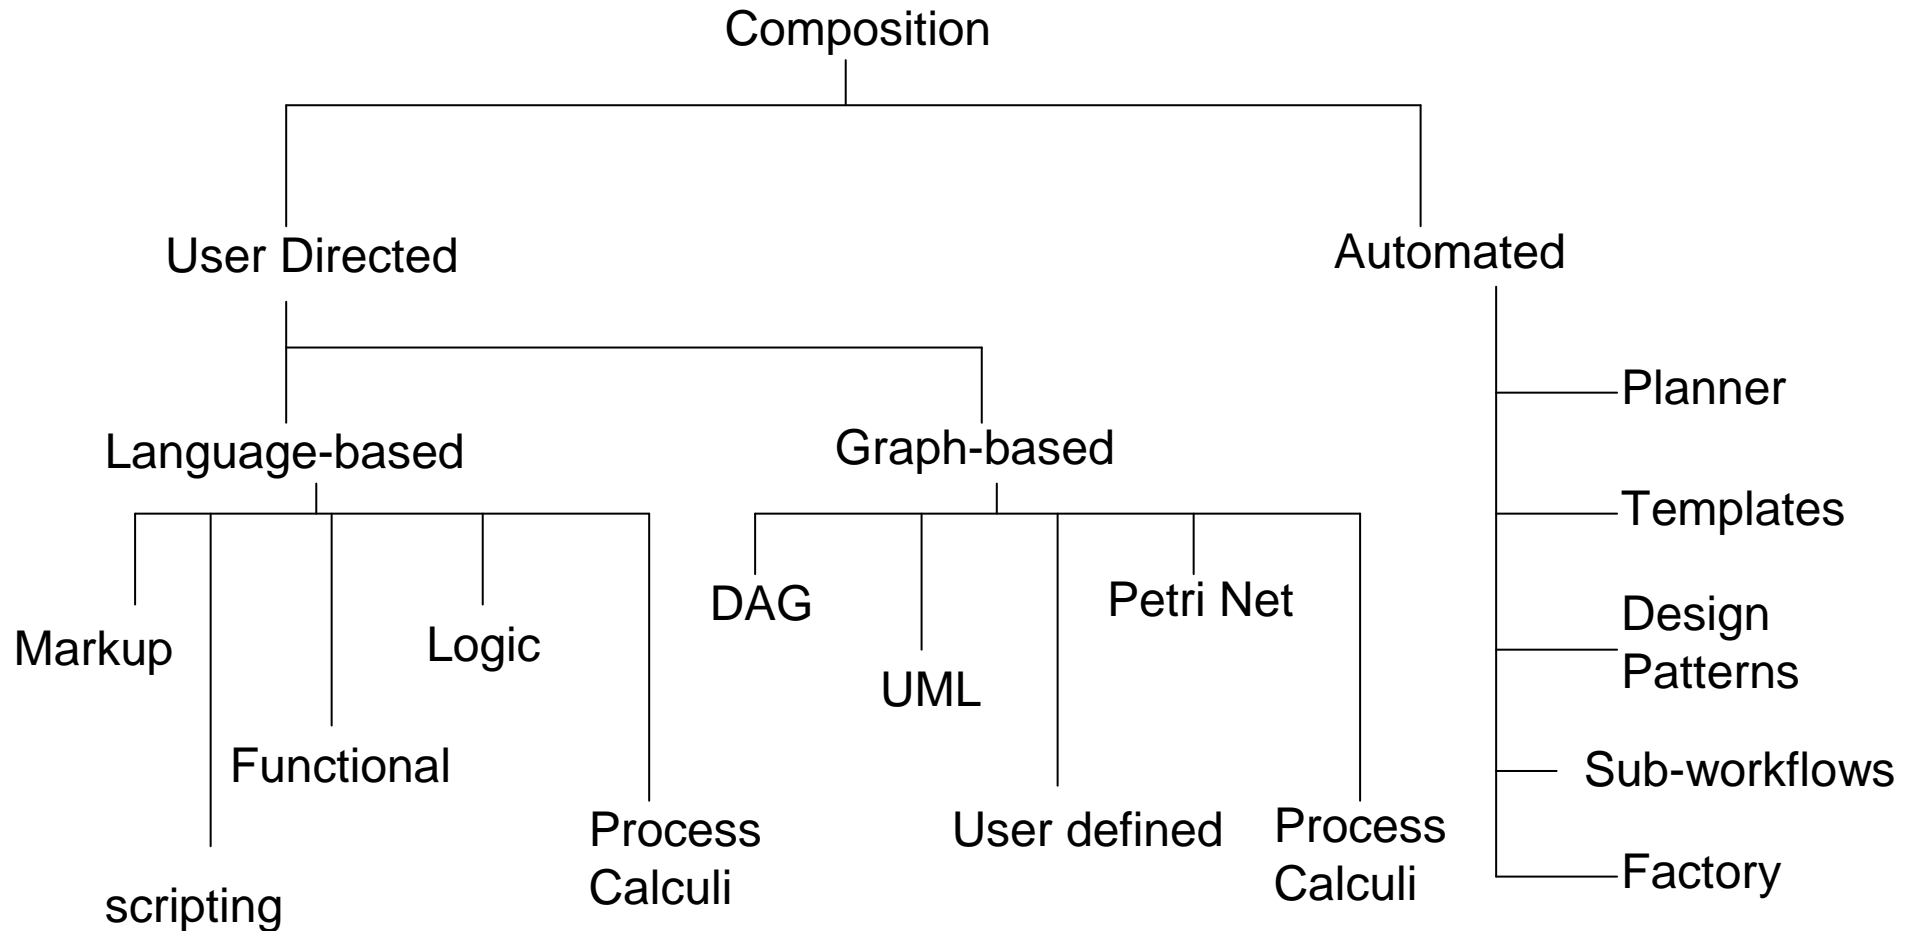 Composition
User Directed
Automated
Language-based
Graph-based
Planner
Templates
Design
Patterns
Sub-workflows
Factory
Markup
scripting
Functional
Logic
Process
Calculi
DAG
UML
User defined
Petri Net
Process
Calculi